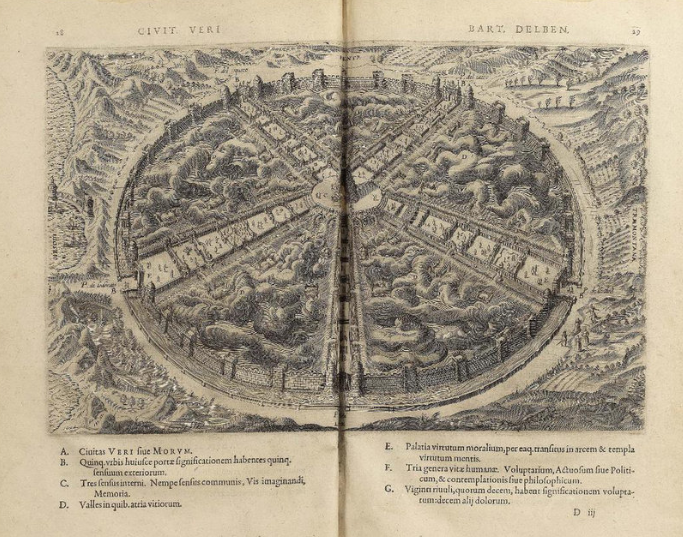 18
CIVIT. VERI
BART. DELBEN.
29
A. Ciuitas VERI siue MORVM.
B. Quinq. vrbis huiusce portæ significationem habentes quinq.
sensuum exteriorum.
C. Tres sensus interni. Nempe sensus communis, Vis imaginandi,
Memoria.
D. Valles in quib. atria vitiorum.
E. Palatia virtutum moralium, per eaq. transitus in arcem & templa
virtutum mentis.
F. Tria genera vitæ humanæ. Voluptarium, Actuosum siue Politi-
cum, & contemplationis siue philosophicum.
G. Viginti riuuli, quorum decem, habent significationem volupta-
tum: decem alij dolorum.
D iij